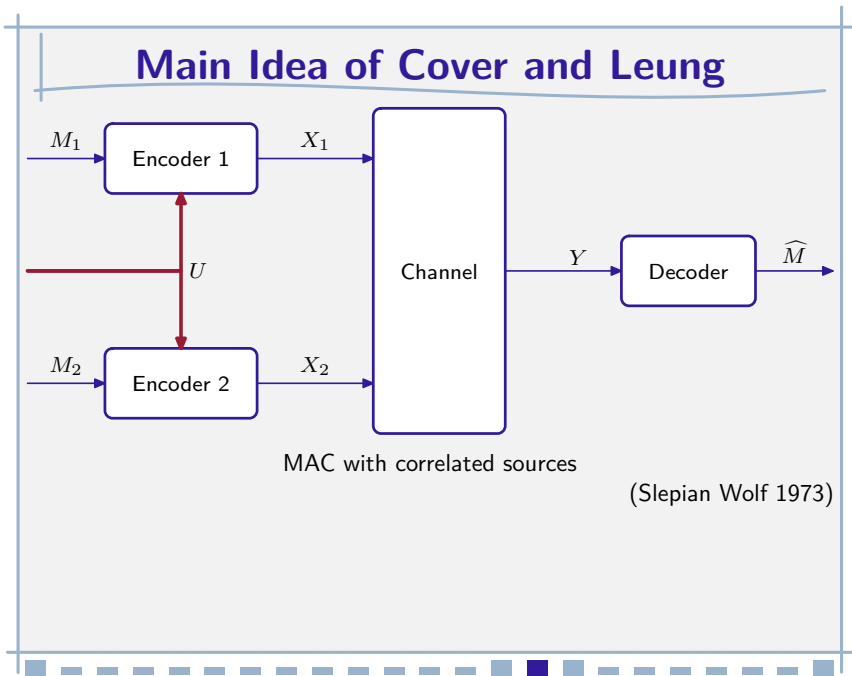 Main Idea of Cover and Leung
M₁
Encoder 1
X₁
U
Channel
Y
Decoder
M̂
M₂
Encoder 2
X₂
MAC with correlated sources
(Slepian Wolf 1973)